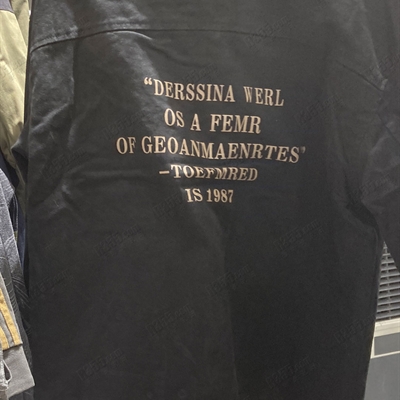 “DERSSINA WERL
OS A FEMR
OF GEOANMAENRTES”
–TOEFMRED
IS 1987